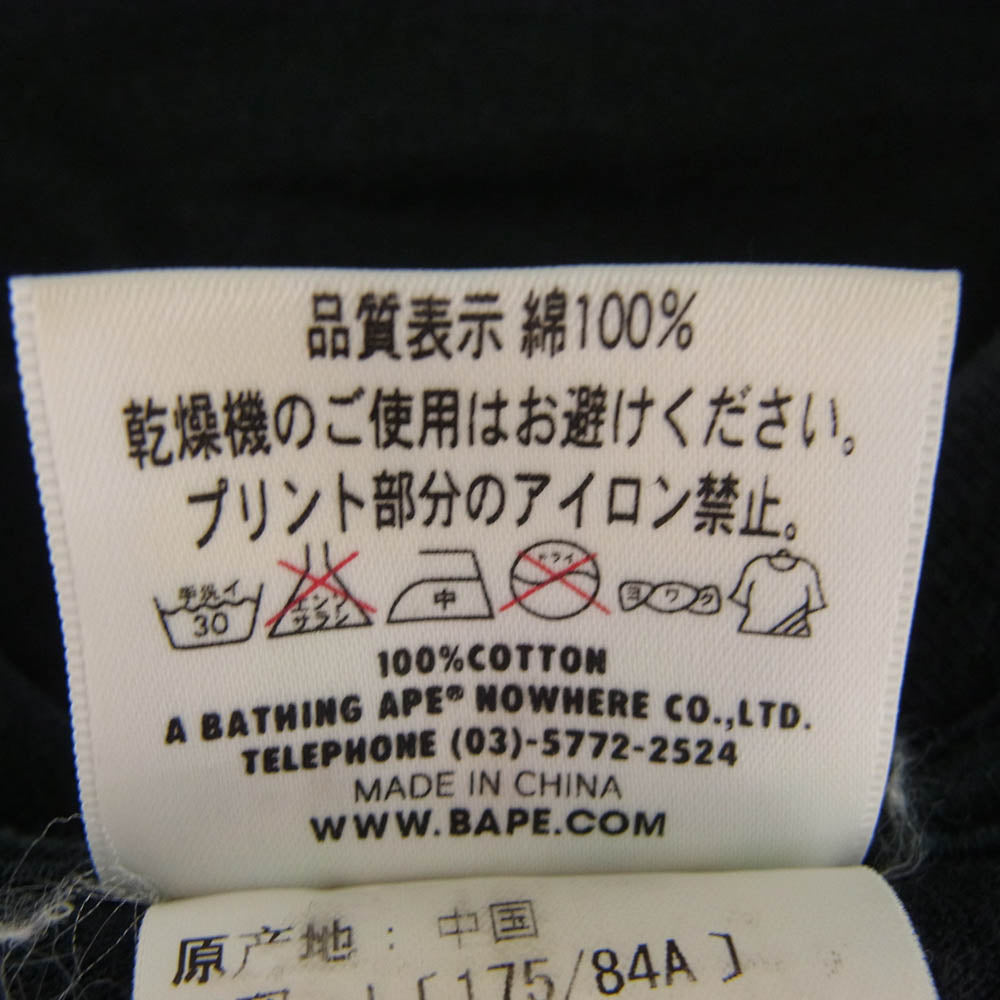 品質表示 綿100%
乾燥機のご使用はお避けください。
プリント部分のアイロン禁止。
手洗イ 30 エンソ サラシ 中 ドライ ヨワク
100%COTTON
A BATHING APE® NOWHERE CO.,LTD.
TELEPHONE (03)-5772-2524
MADE IN CHINA
WWW.BAPE.COM
原产地: 中国
[175/84A]